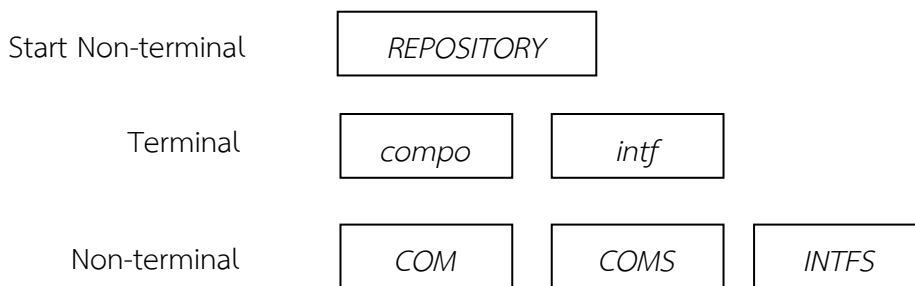 Start Non-terminal REPOSITORY
Terminal compo intf
Non-terminal COM COMS INTFS